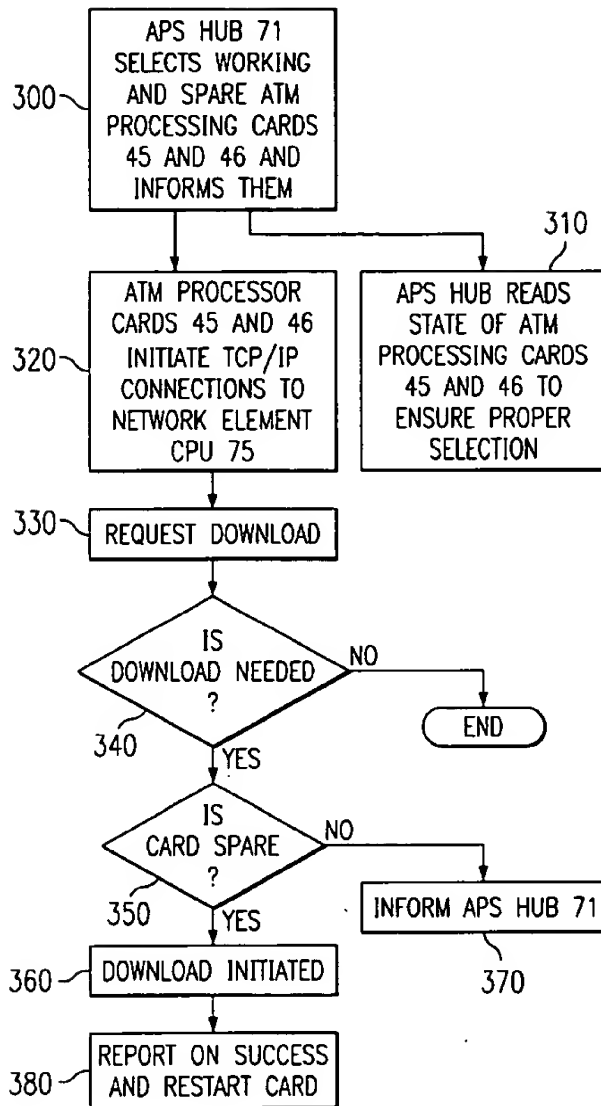 300
APS HUB 71
SELECTS WORKING
AND SPARE ATM
PROCESSING CARDS
45 AND 46 AND
INFORMS THEM
310
APS HUB READS
STATE OF ATM
PROCESSING CARDS
45 AND 46 TO
ENSURE PROPER
SELECTION
320
ATM PROCESSOR
CARDS 45 AND 46
INITIATE TCP/IP
CONNECTIONS TO
NETWORK ELEMENT
CPU 75
330
REQUEST DOWNLOAD
IS
DOWNLOAD NEEDED
?
340
NO
END
YES
IS
CARD SPARE
?
350
NO
INFORM APS HUB 71
370
YES
360
DOWNLOAD INITIATED
380
REPORT ON SUCCESS
AND RESTART CARD